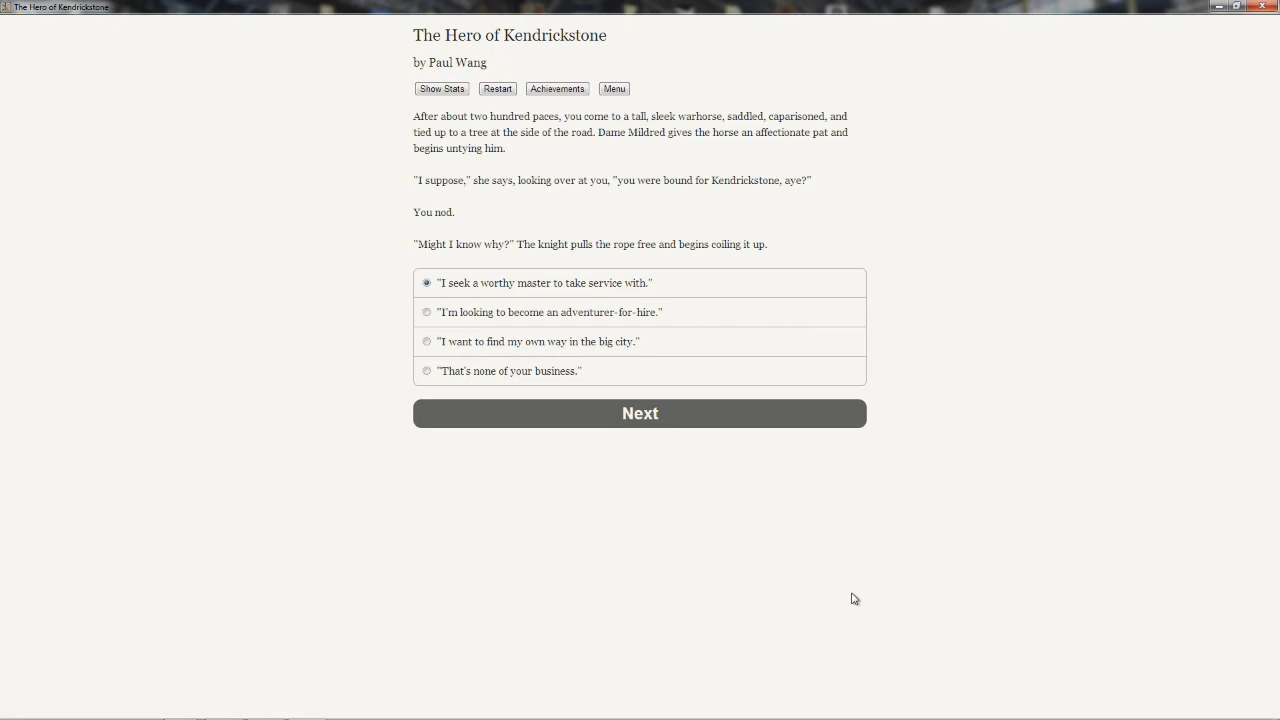 The Hero of Kendrickstone
The Hero of Kendrickstone
by Paul Wang
Show Stats Restart Achievements Menu
After about two hundred paces, you come to a tall, sleek warhorse, saddled, caparisoned, and
tied up to a tree at the side of the road. Dame Mildred gives the horse an affectionate pat and
begins untying him.
"I suppose," she says, looking over at you, "you were bound for Kendrickstone, aye?"
You nod.
"Might I know why?" The knight pulls the rope free and begins coiling it up.
"I seek a worthy master to take service with."
"I'm looking to become an adventurer-for-hire."
"I want to find my own way in the big city."
"That's none of your business."
Next